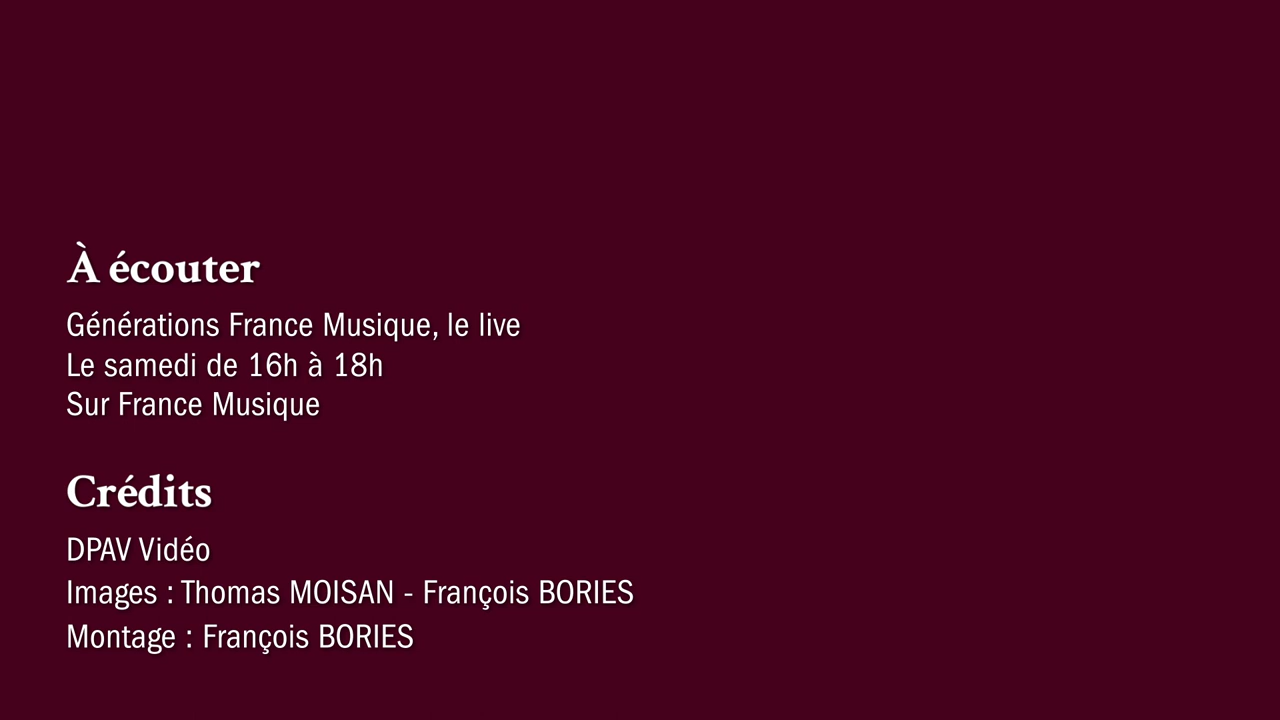 À écouter
Générations France Musique, le live
Le samedi de 16h à 18h
Sur France Musique
Crédits
DPAV Vidéo
Images : Thomas MOISAN - François BORIES
Montage : François BORIES